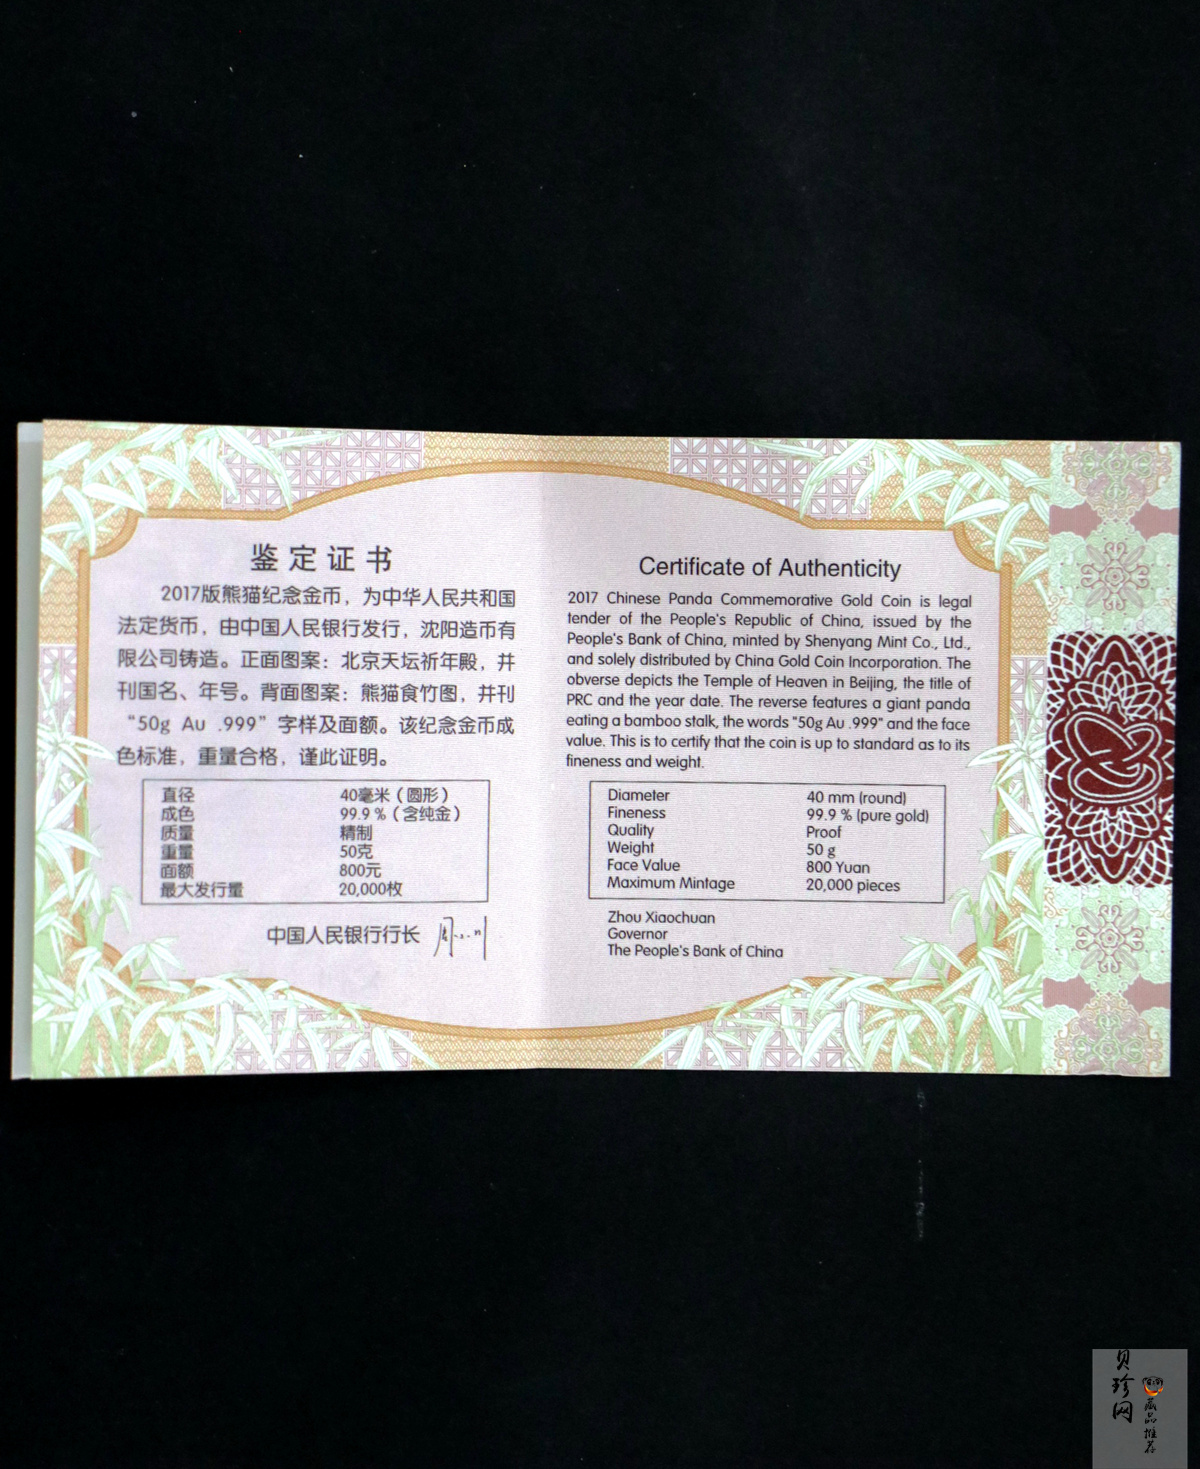 鉴定证书
2017版熊猫纪念金币，为中华人民共和国
法定货币，由中国人民银行发行，沈阳造币有
限公司铸造。正面图案：北京天坛祈年殿，并
刊国名、年号。背面图案：熊猫食竹图，并刊
“50g Au .999”字样及面额。该纪念金币成
色标准，重量合格，谨此证明。
直径 40毫米（圆形）
成色 99.9 %（含纯金）
质量 精制
重量 50克
面额 800元
最大发行量 20,000枚
中国人民银行行长
Certificate of Authenticity
2017 Chinese Panda Commemorative Gold Coin is legal
tender of the People's Republic of China, issued by the
People's Bank of China, minted by Shenyang Mint Co., Ltd.,
and solely distributed by China Gold Coin Incorporation. The
obverse depicts the Temple of Heaven in Beijing, the title of
PRC and the year date. The reverse features a giant panda
eating a bamboo stalk, the words "50g Au .999" and the face
value. This is to certify that the coin is up to standard as to its
fineness and weight.
Diameter 40 mm (round)
Fineness 99.9 % (pure gold)
Quality Proof
Weight 50 g
Face Value 800 Yuan
Maximum Mintage 20,000 pieces
Zhou Xiaochuan
Governor
The People's Bank of China
贝珍网
藏品推荐